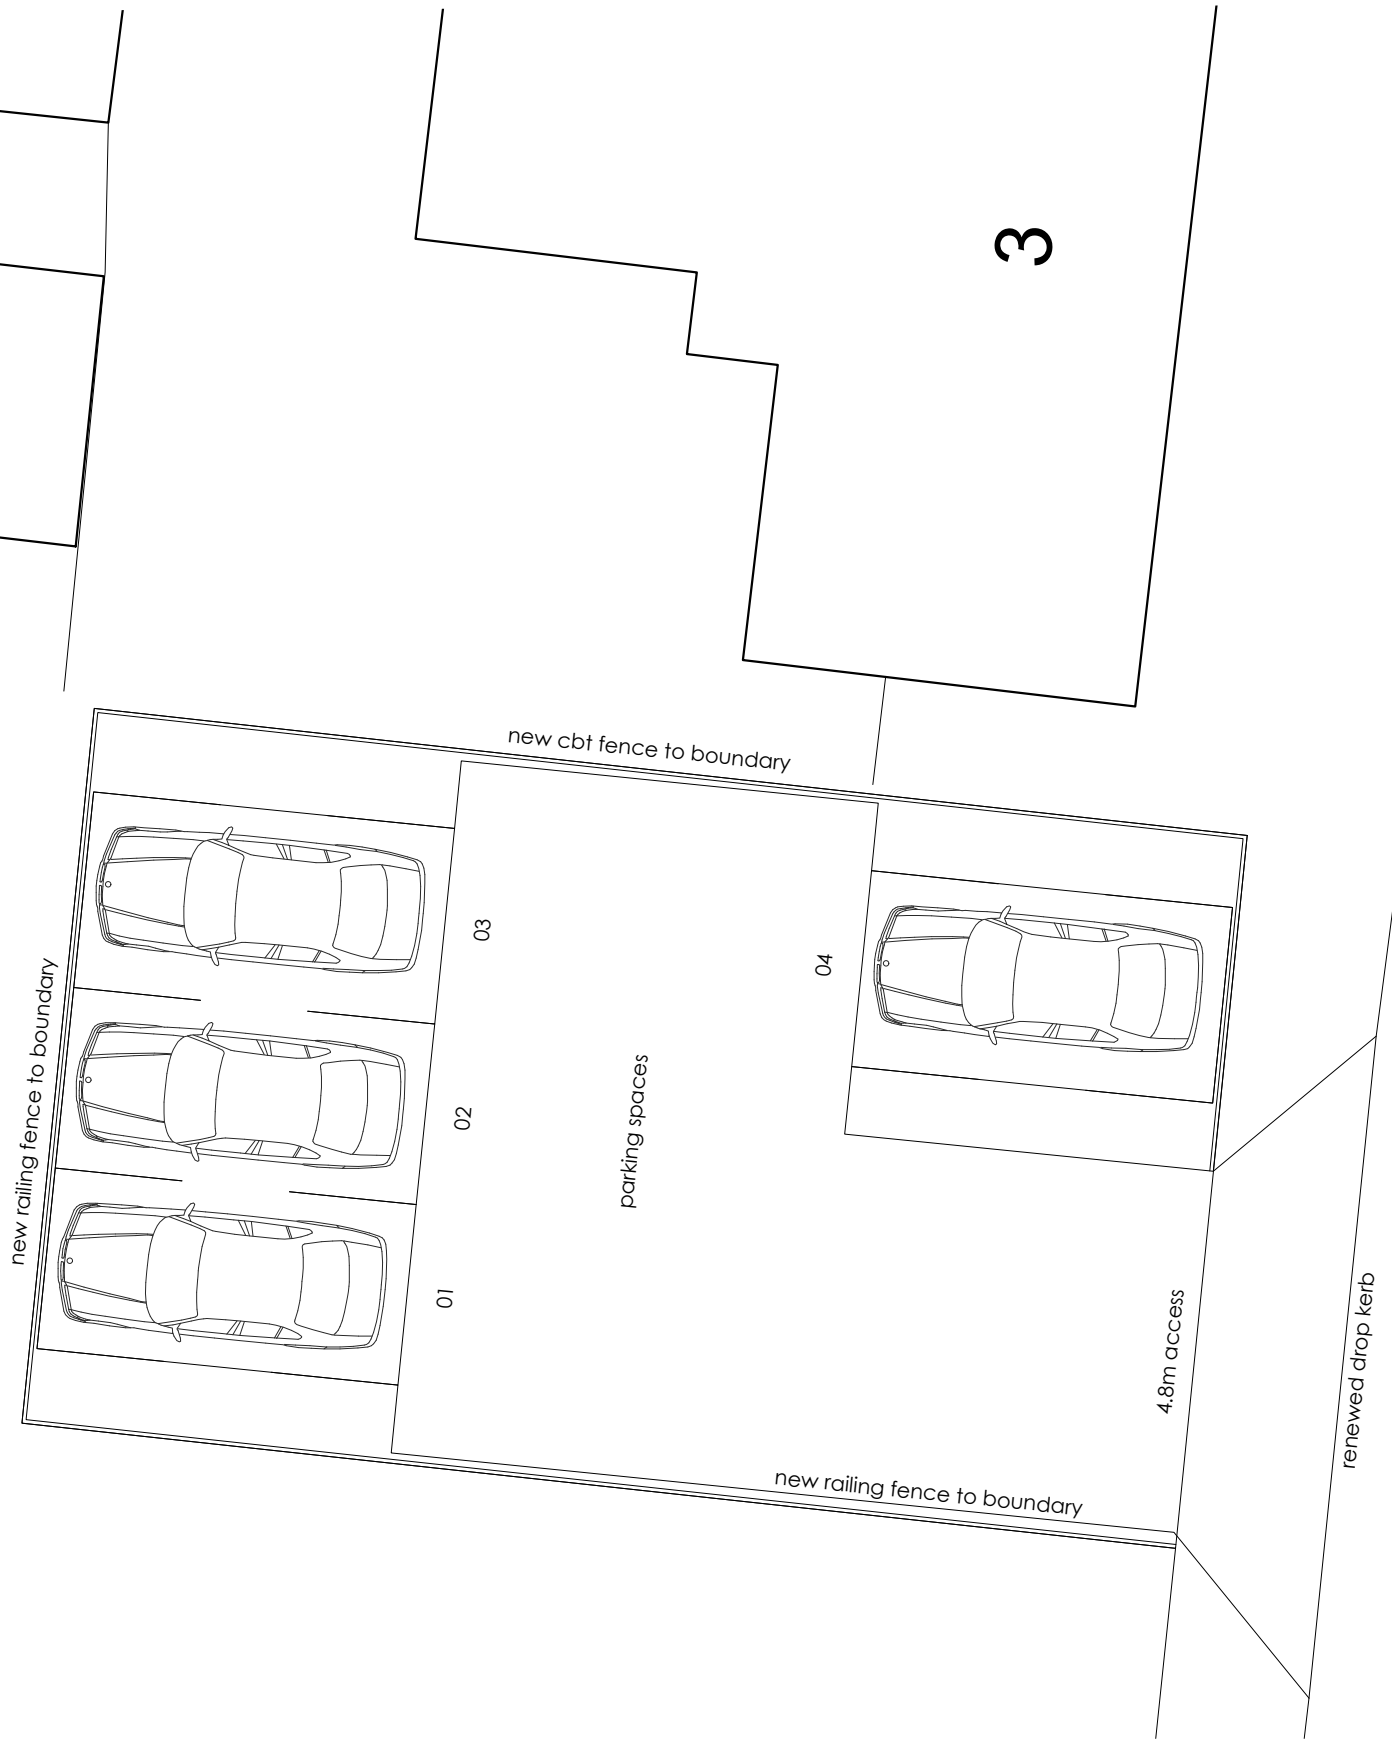 3
new cbt fence to boundary
03
04
new railing fence to boundary
02
parking spaces
01
4.8m access
renewed drop kerb
new railing fence to boundary